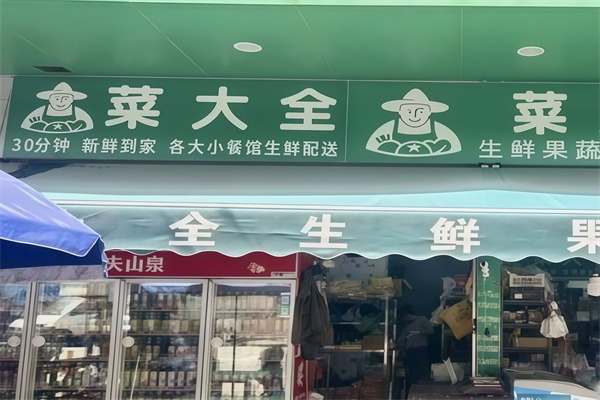 菜大全
30分钟 新鲜到家 各大小餐馆生鲜配送
菜
生鲜果蔬
全生鲜果
夫山泉